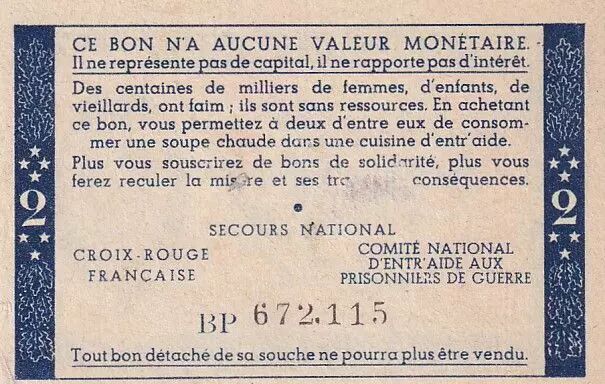 CE BON N'A AUCUNE VALEUR MONÉTAIRE.
Il ne représente pas de capital, il ne rapporte pas d'intérêt.
Des centaines de milliers de femmes, d'enfants, de
vieillards, ont faim ; ils sont sans ressources. En achetant
ce bon, vous permettez à deux d'entre eux de consom-
mer une soupe chaude dans une cuisine d'entr'aide.
Plus vous souscrirez de bons de solidarité, plus vous
ferez reculer la misère et ses conséquences.
2 2
SECOURS NATIONAL
CROIX-ROUGE
FRANÇAISE
COMITÉ NATIONAL
D'ENTR'AIDE AUX
PRISONNIERS DE GUERRE
BP 672.115
Tout bon détaché de sa souche ne pourra plus être vendu.